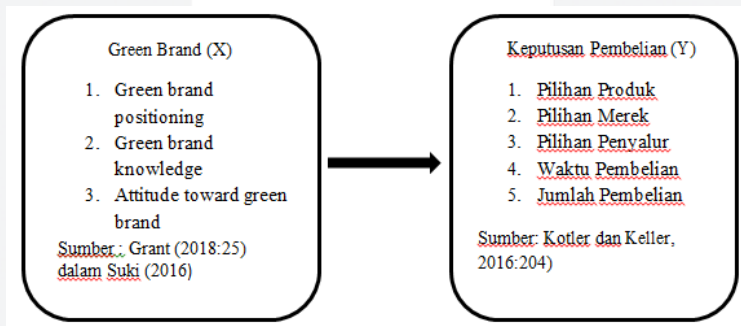 Green Brand (X)
1. Green brand
positioning
2. Green brand
knowledge
3. Attitude toward green
brand
Sumber : Grant (2018:25)
dalam Suki (2016)
Keputusan Pembelian (Y)
1. Pilihan Produk
2. Pilihan Merek
3. Pilihan Penyalur
4. Waktu Pembelian
5. Jumlah Pembelian
Sumber: Kotler dan Keller,
2016:204)